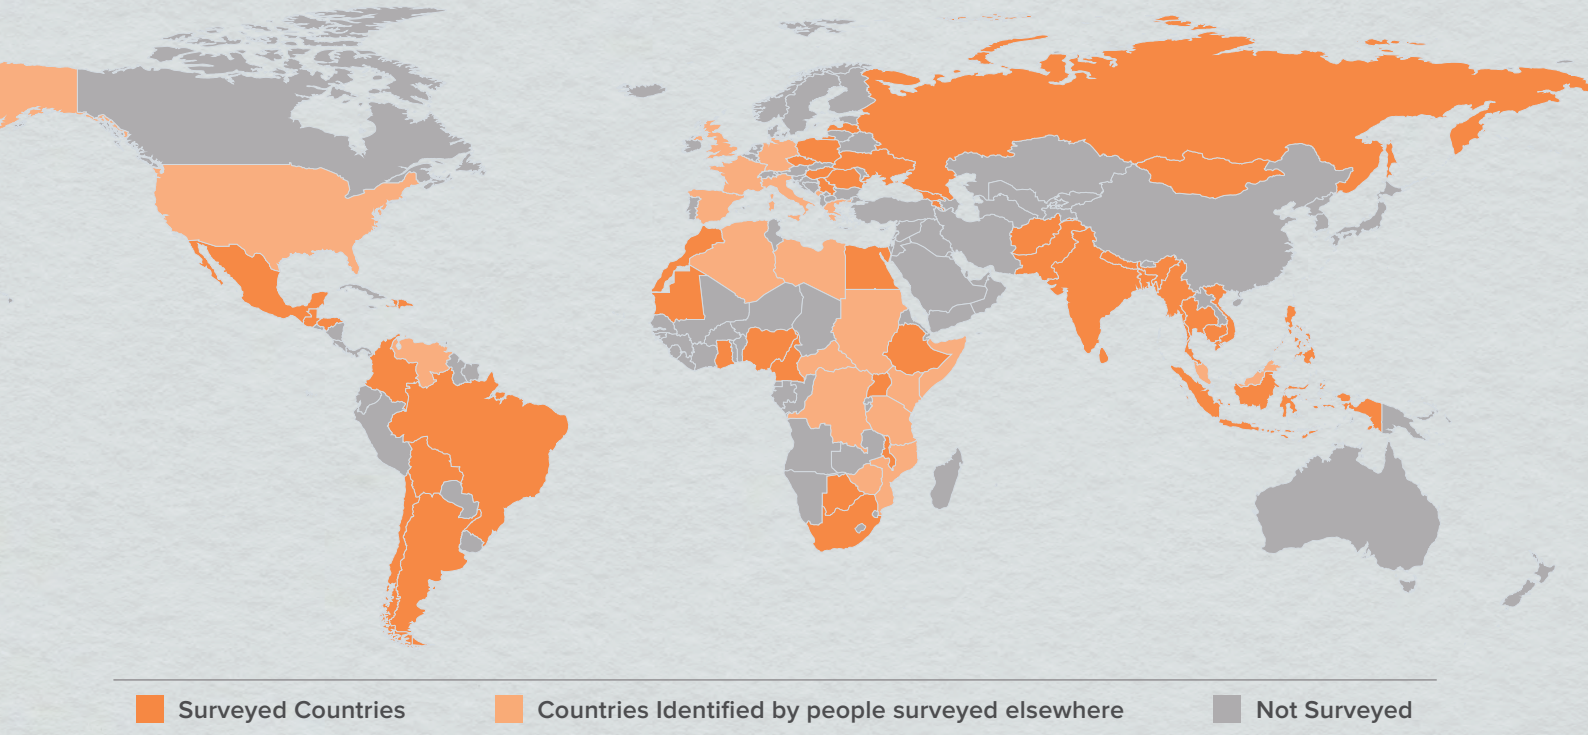 Surveyed Countries
Countries Identified by people surveyed elsewhere
Not Surveyed